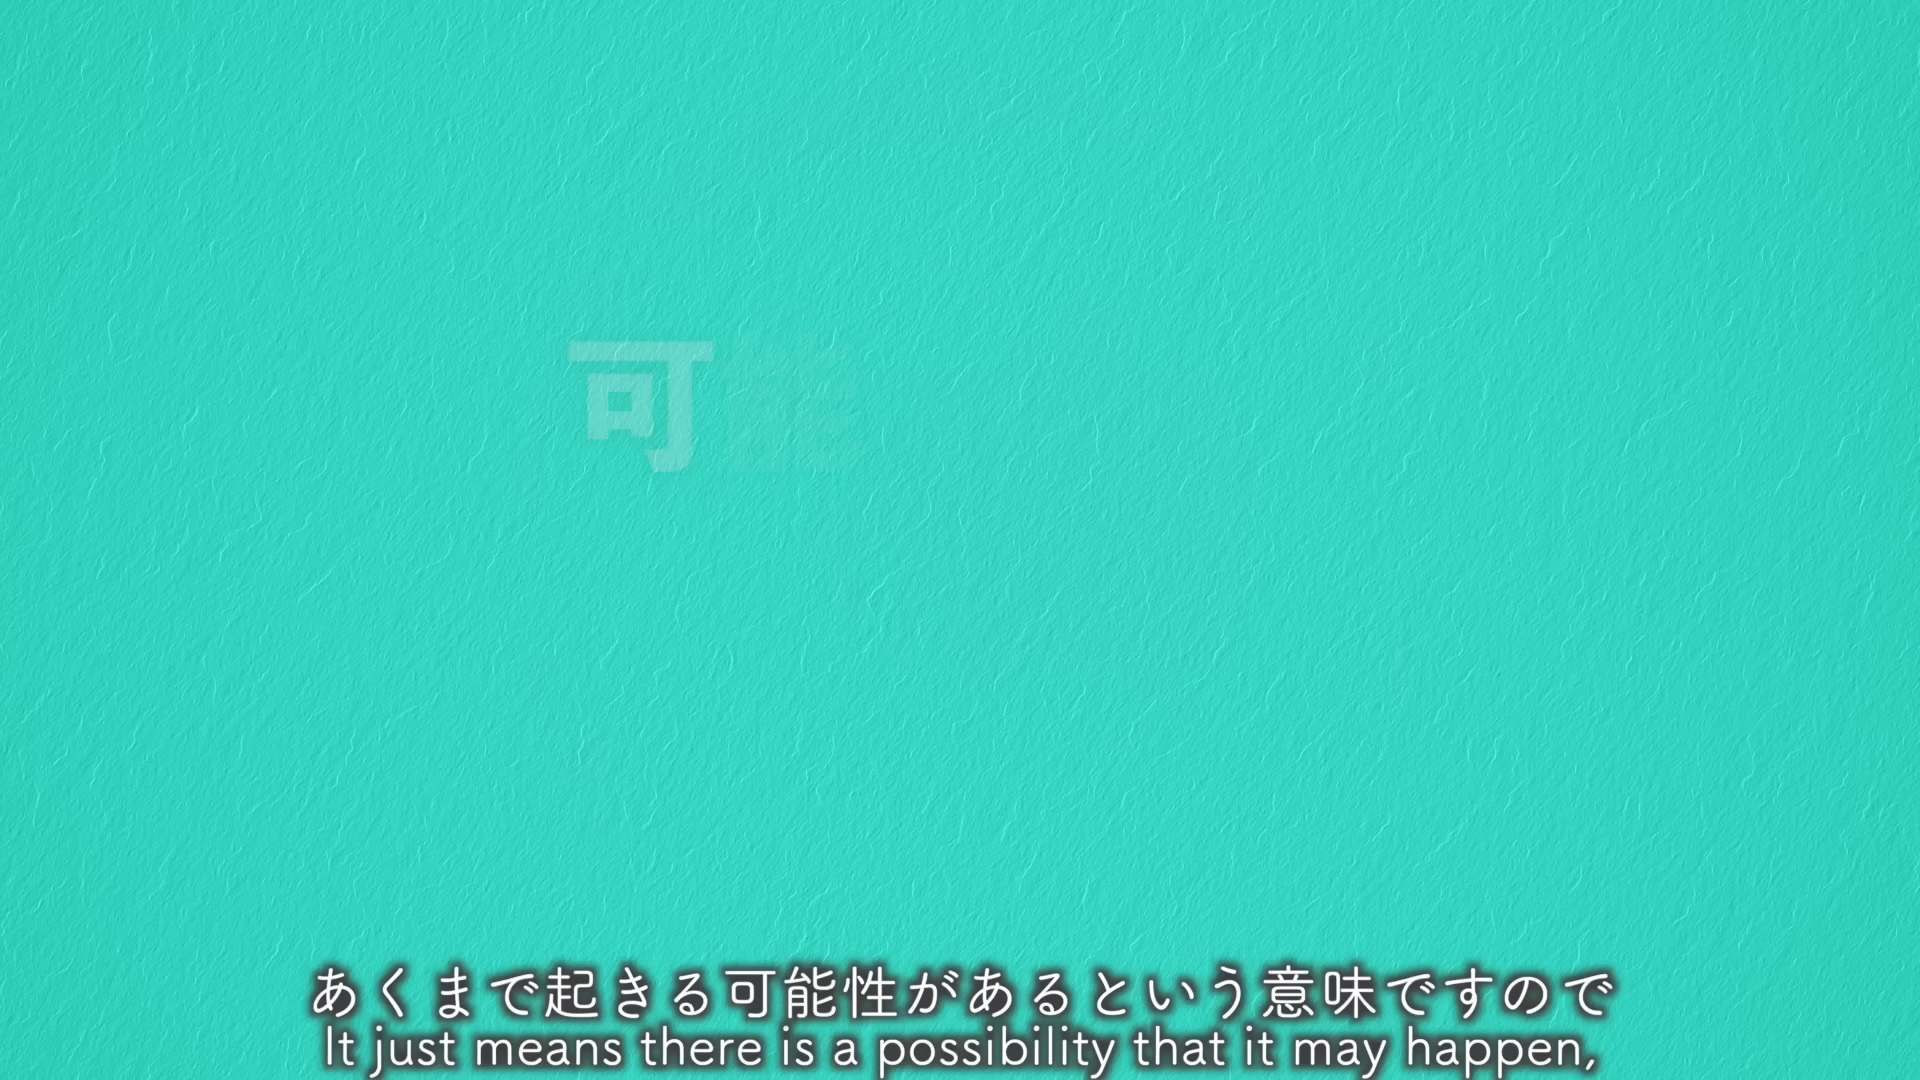 可能
あくまで起きる可能性があるという意味ですので
It just means there is a possibility that it may happen,